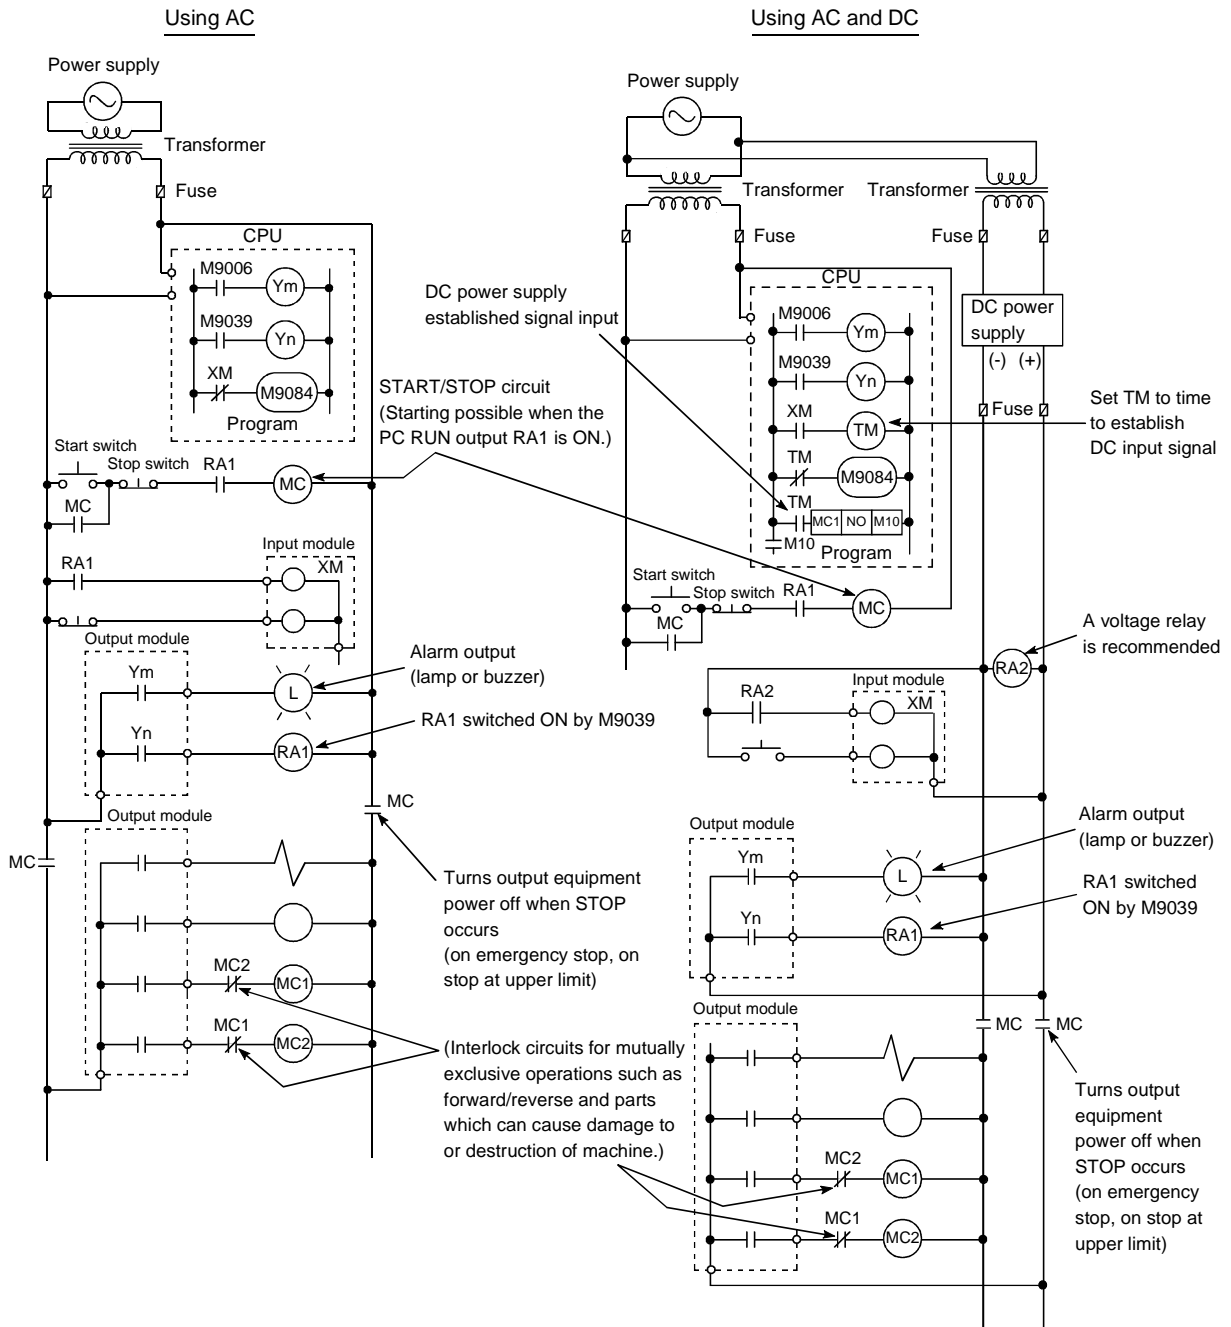 Using AC
Power supply
Transformer
Fuse
CPU
M9006
Ym
M9039
Yn
XM
M9084
Program
Start switch
Stop switch
RA1
MC
MC
RA1
Input module
XM
Output module
Ym
L
Yn
RA1
MC
Output module
MC
MC2
MC1
MC1
MC2
START/STOP circuit
(Starting possible when the
PC RUN output RA1 is ON.)
Alarm output
(lamp or buzzer)
RA1 switched ON by M9039
Turns output equipment
power off when STOP
occurs
(on emergency stop, on
stop at upper limit)
(Interlock circuits for mutually
exclusive operations such as
forward/reverse and parts
which can cause damage to
or destruction of machine.)
Using AC and DC
Power supply
Transformer
Transformer
Fuse
Fuse
DC power supply
established signal input
CPU
M9006
Ym
M9039
Yn
XM
TM
TM
M9084
TM
MC1 NO M10
M10
Program
DC power
supply
(-) (+)
Fuse
Set TM to time
to establish
DC input signal
Start switch
Stop switch
RA1
MC
MC
A voltage relay
is recommended
RA2
RA2
Input module
XM
Output module
Ym
L
Yn
RA1
Alarm output
(lamp or buzzer)
RA1 switched
ON by M9039
Output module
MC
MC
MC2
MC1
MC1
MC2
Turns output
equipment
power off when
STOP occurs
(on emergency
stop, on stop at
upper limit)